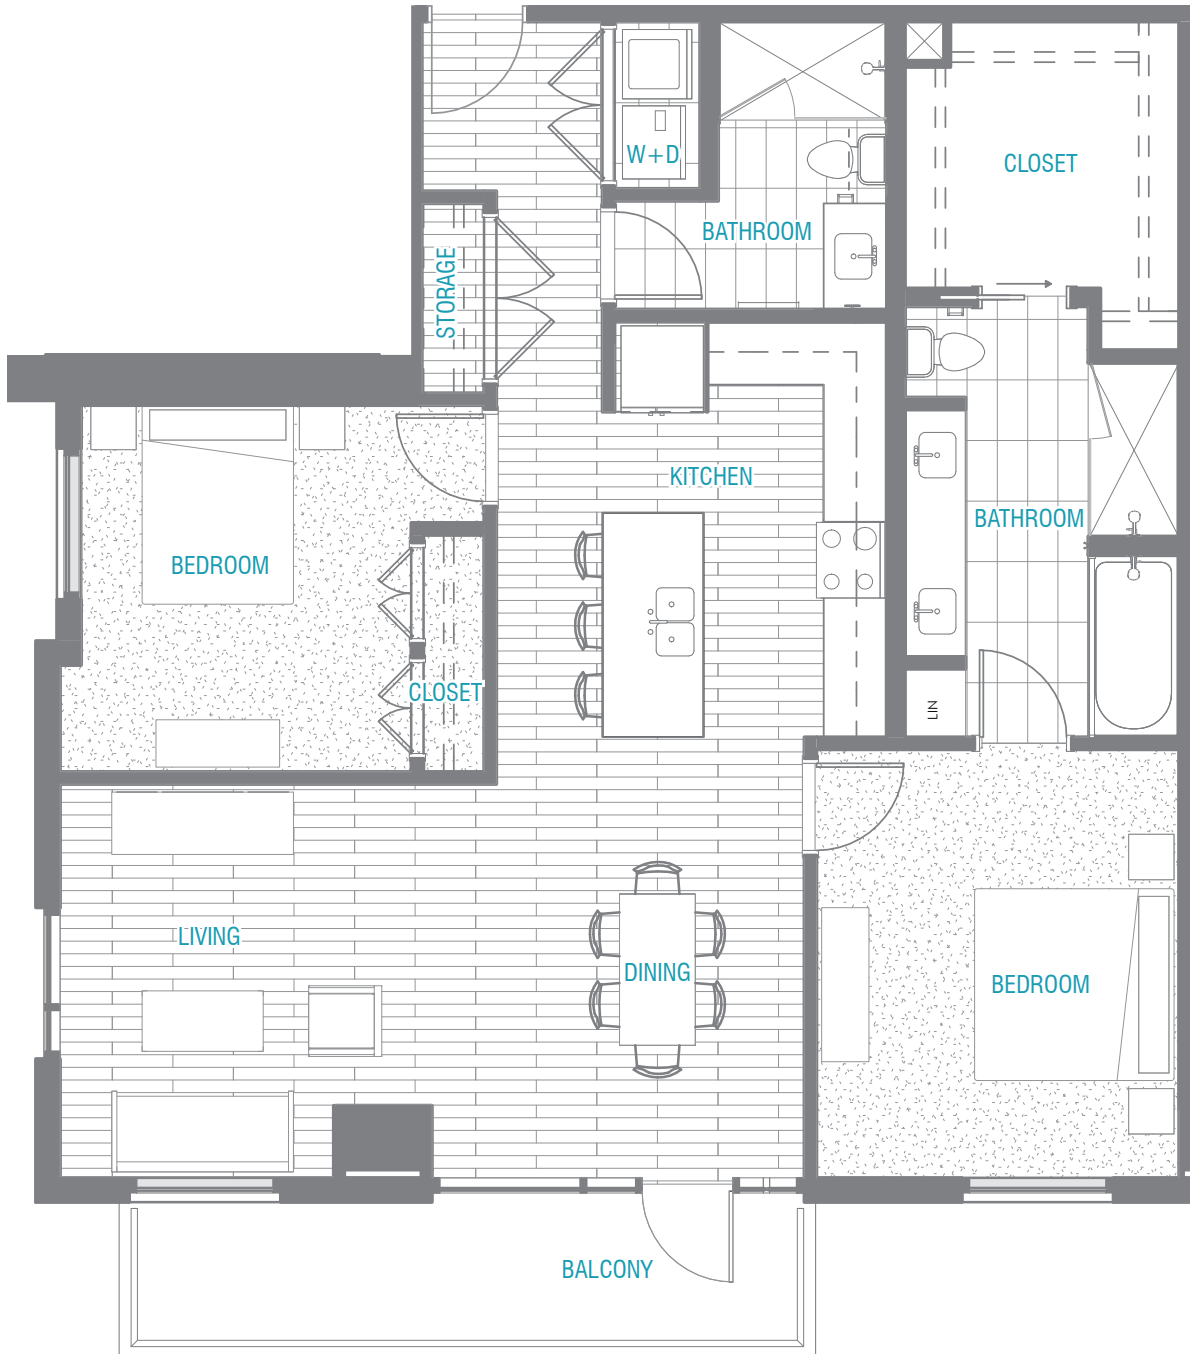 W+D
CLOSET
BATHROOM
STORAGE
KITCHEN
BATHROOM
BEDROOM
CLOSET
LIN
LIVING
DINING
BEDROOM
BALCONY